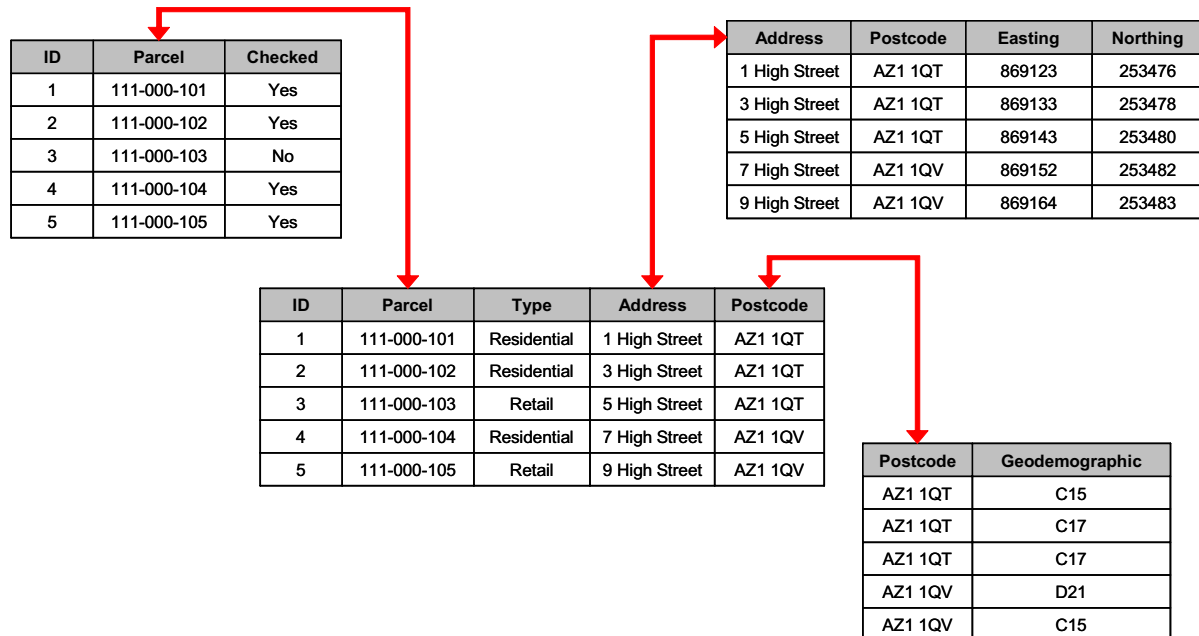 ID Parcel Checked
1 111-000-101 Yes
2 111-000-102 Yes
3 111-000-103 No
4 111-000-104 Yes
5 111-000-105 Yes
Address Postcode Easting Northing
1 High Street AZ1 1QT 869123 253476
3 High Street AZ1 1QT 869133 253478
5 High Street AZ1 1QT 869143 253480
7 High Street AZ1 1QV 869152 253482
9 High Street AZ1 1QV 869164 253483
ID Parcel Type Address Postcode
1 111-000-101 Residential 1 High Street AZ1 1QT
2 111-000-102 Residential 3 High Street AZ1 1QT
3 111-000-103 Retail 5 High Street AZ1 1QT
4 111-000-104 Residential 7 High Street AZ1 1QV
5 111-000-105 Retail 9 High Street AZ1 1QV
Postcode Geodemographic
AZ1 1QT C15
AZ1 1QT C17
AZ1 1QT C17
AZ1 1QV D21
AZ1 1QV C15